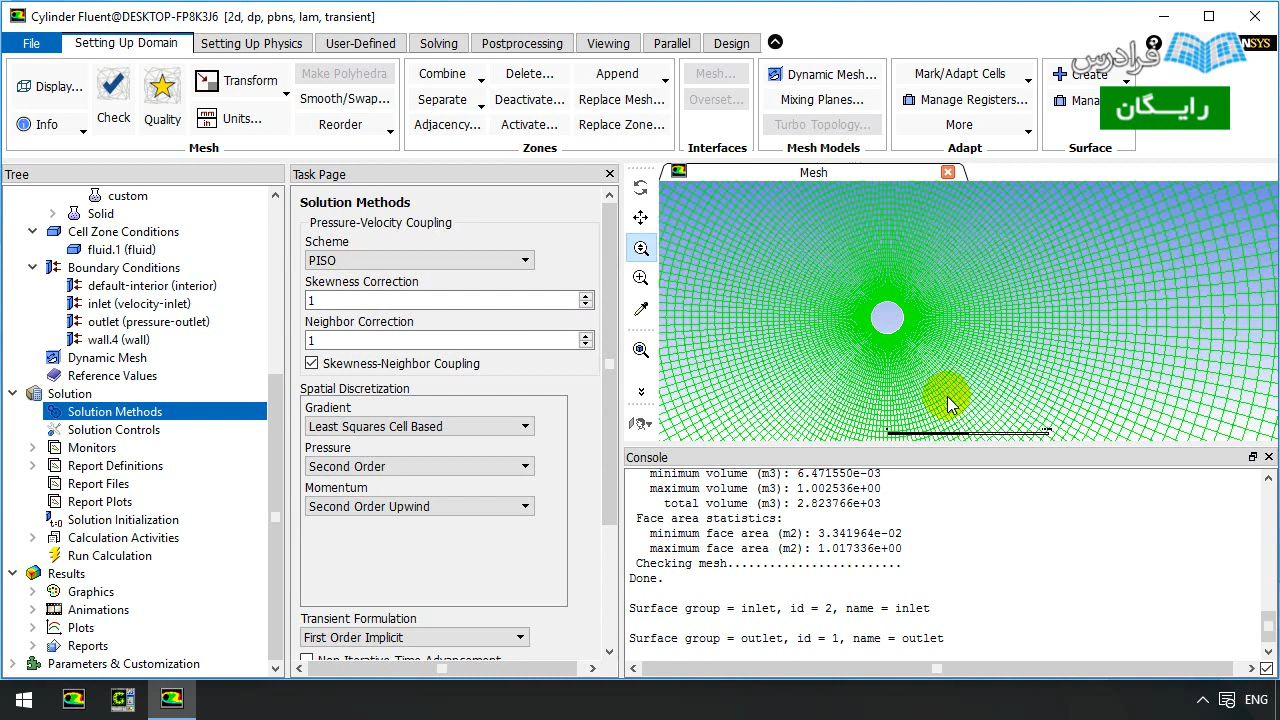 Cylinder Fluent@DESKTOP-FP8K3J6 [2d, dp, pbns, lam, transient]
File
Setting Up Domain
Setting Up Physics
User-Defined
Solving
Postprocessing
Viewing
Parallel
Design
NSYS
فرادرس
رایگان
Display...
Info
Check
Quality
Transform
Units...
Make Polyhedra
Smooth/Swap...
Reorder
Mesh
Combine
Delete...
Append
Separate
Deactivate...
Replace Mesh...
Adjacency...
Activate...
Replace Zone...
Zones
Mesh...
Overset...
Interfaces
Dynamic Mesh...
Mixing Planes...
Turbo Topology...
Mesh Models
Mark/Adapt Cells
Manage Registers...
More
Adapt
Create
Mana
Surface
Tree
custom
Solid
Cell Zone Conditions
fluid.1 (fluid)
Boundary Conditions
default-interior (interior)
inlet (velocity-inlet)
outlet (pressure-outlet)
wall.4 (wall)
Dynamic Mesh
Reference Values
Solution
Solution Methods
Solution Controls
Monitors
Report Definitions
Report Files
Report Plots
Solution Initialization
Calculation Activities
Run Calculation
Results
Graphics
Animations
Plots
Reports
Parameters & Customization
Task Page
Solution Methods
Pressure-Velocity Coupling
Scheme
PISO
Skewness Correction
1
Neighbor Correction
1
Skewness-Neighbor Coupling
Spatial Discretization
Gradient
Least Squares Cell Based
Pressure
Second Order
Momentum
Second Order Upwind
Transient Formulation
First Order Implicit
Non-Iterative Time Advancement
Mesh
Console
minimum volume (m3): 6.471550e-03
maximum volume (m3): 1.002536e+00
total volume (m3): 2.823766e+03
Face area statistics:
minimum face area (m2): 3.341964e-02
maximum face area (m2): 1.017336e+00
Checking mesh.........................
Done.
Surface group = inlet, id = 2, name = inlet
Surface group = outlet, id = 1, name = outlet
ENG